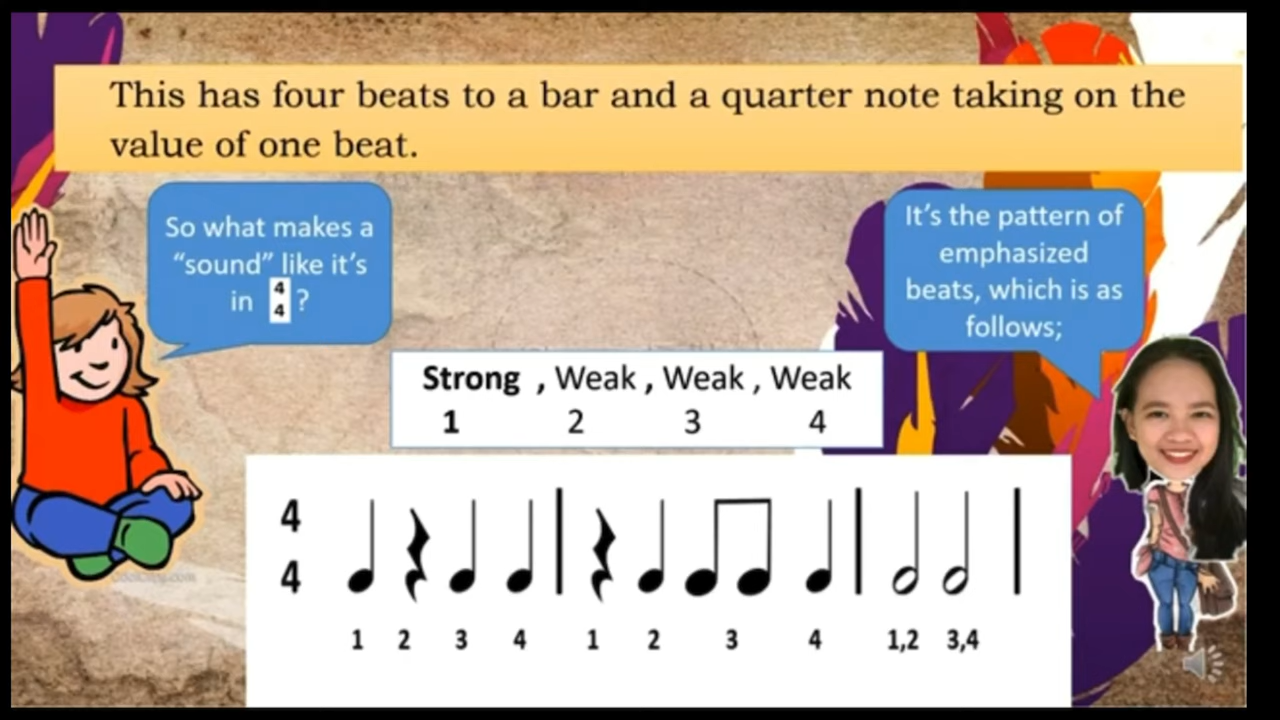 This has four beats to a bar and a quarter note taking on the
value of one beat.
So what makes a
“sound” like it’s
in 4 4 ?
It’s the pattern of
emphasized
beats, which is as
follows;
Strong , Weak , Weak , Weak
1 2 3 4
4
4
1 2 3 4 1 2 3 4 1,2 3,4